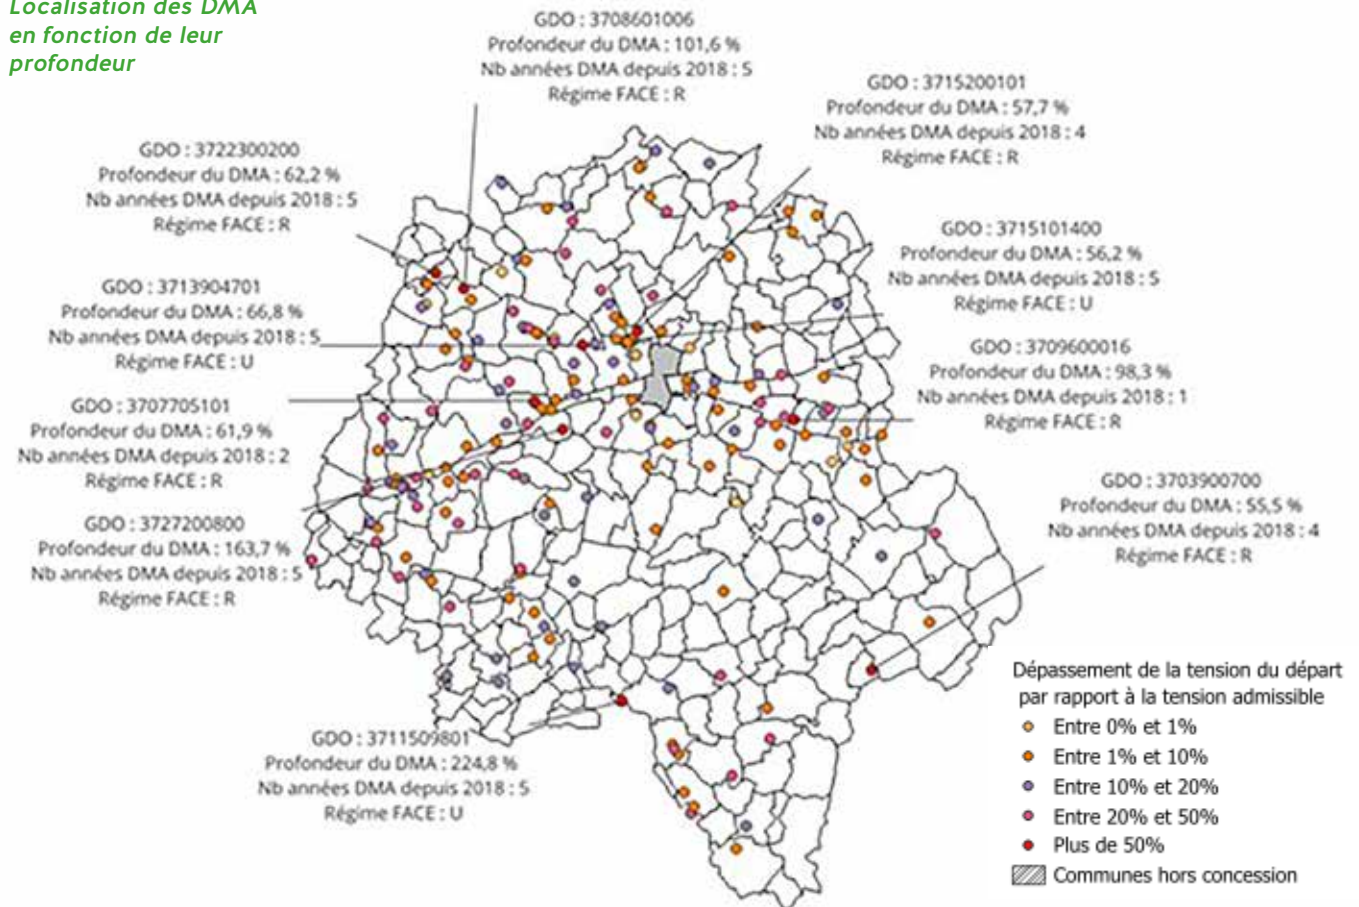 Localisation des DMA
en fonction de leur
profondeur
GDO : 3708601006
Profondeur du DMA : 101,6 %
Nb années DMA depuis 2018 : 5
Régime FACE : R
GDO : 3715200101
Profondeur du DMA : 57,7 %
Nb années DMA depuis 2018 : 4
Régime FACE : R
GDO : 3722300200
Profondeur du DMA : 62,2 %
Nb années DMA depuis 2018 : 5
Régime FACE : R
GDO : 3715101400
Profondeur du DMA : 56,2 %
Nb années DMA depuis 2018 : 5
Régime FACE : U
GDO : 3713904701
Profondeur du DMA : 66,8 %
Nb années DMA depuis 2018 : 5
Régime FACE : U
GDO : 3709600016
Profondeur du DMA : 98,3 %
Nb années DMA depuis 2018 : 1
Régime FACE : R
GDO : 3707705101
Profondeur du DMA : 61,9 %
Nb années DMA depuis 2018 : 2
Régime FACE : R
GDO : 3703900700
Profondeur du DMA : 55,5 %
Nb années DMA depuis 2018 : 4
Régime FACE : R
GDO : 3727200800
Profondeur du DMA : 163,7 %
Nb années DMA depuis 2018 : 5
Régime FACE : R
GDO : 3711509801
Profondeur du DMA : 224,8 %
Nb années DMA depuis 2018 : 5
Régime FACE : U
Dépassement de la tension du départ
par rapport à la tension admissible
Entre 0% et 1%
Entre 1% et 10%
Entre 10% et 20%
Entre 20% et 50%
Plus de 50%
Communes hors concession